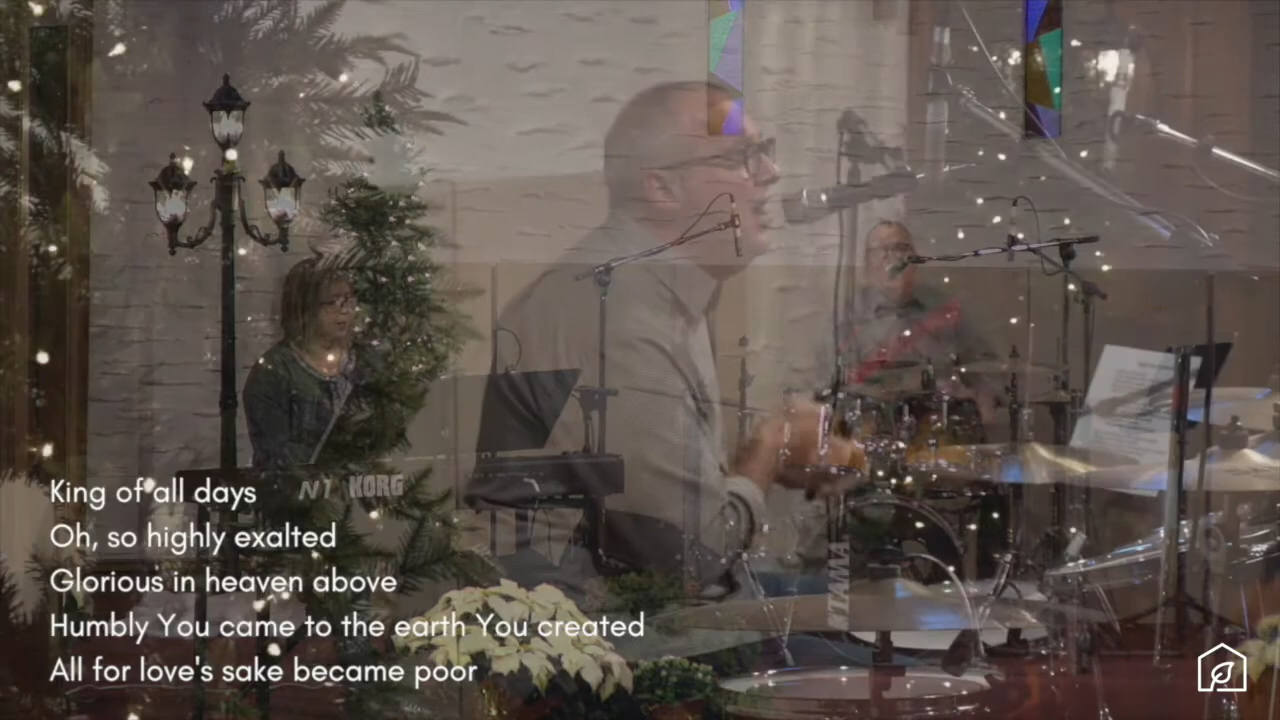 N1 KORG
King of all days
Oh, so highly exalted
Glorious in heaven above
Humbly You came to the earth You created
All for love's sake became poor